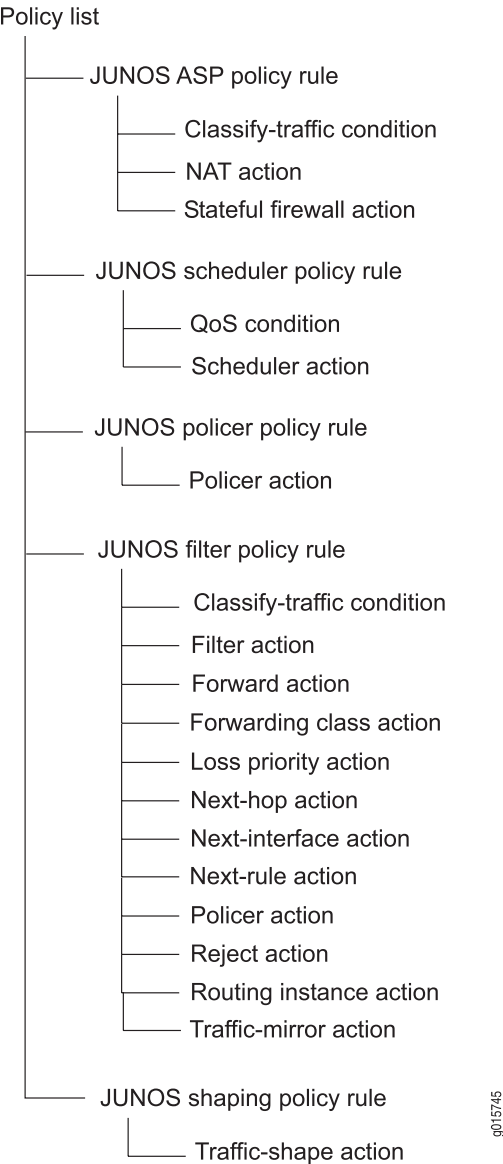 Policy list
JUNOS ASP policy rule
Classify-traffic condition
NAT action
Stateful firewall action
JUNOS scheduler policy rule
QoS condition
Scheduler action
JUNOS policer policy rule
Policer action
JUNOS filter policy rule
Classify-traffic condition
Filter action
Forward action
Forwarding class action
Loss priority action
Next-hop action
Next-interface action
Next-rule action
Policer action
Reject action
Routing instance action
Traffic-mirror action
JUNOS shaping policy rule
Traffic-shape action
g015745